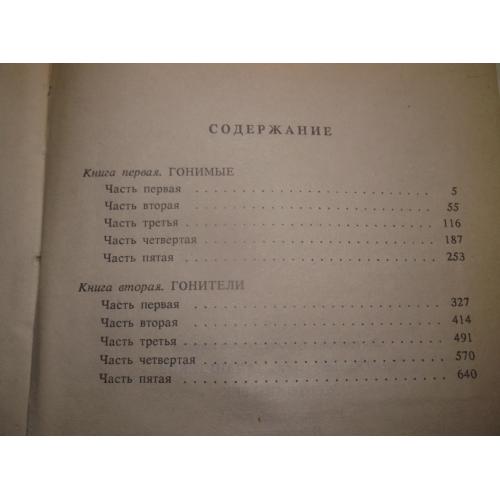 СОДЕРЖАНИЕ
Книга первая. ГОНИМЫЕ
Часть первая . . . . . . . . . . . . . . . . . . . . . . . . 5
Часть вторая . . . . . . . . . . . . . . . . . . . . . . . . 55
Часть третья . . . . . . . . . . . . . . . . . . . . . . . . 116
Часть четвертая . . . . . . . . . . . . . . . . . . . . . . 187
Часть пятая . . . . . . . . . . . . . . . . . . . . . . . . 253
Книга вторая. ГОНИТЕЛИ
Часть первая . . . . . . . . . . . . . . . . . . . . . . . . 327
Часть вторая . . . . . . . . . . . . . . . . . . . . . . . . 414
Часть третья . . . . . . . . . . . . . . . . . . . . . . . . 491
Часть четвертая . . . . . . . . . . . . . . . . . . . . . . 570
Часть пятая . . . . . . . . . . . . . . . . . . . . . . . . 640